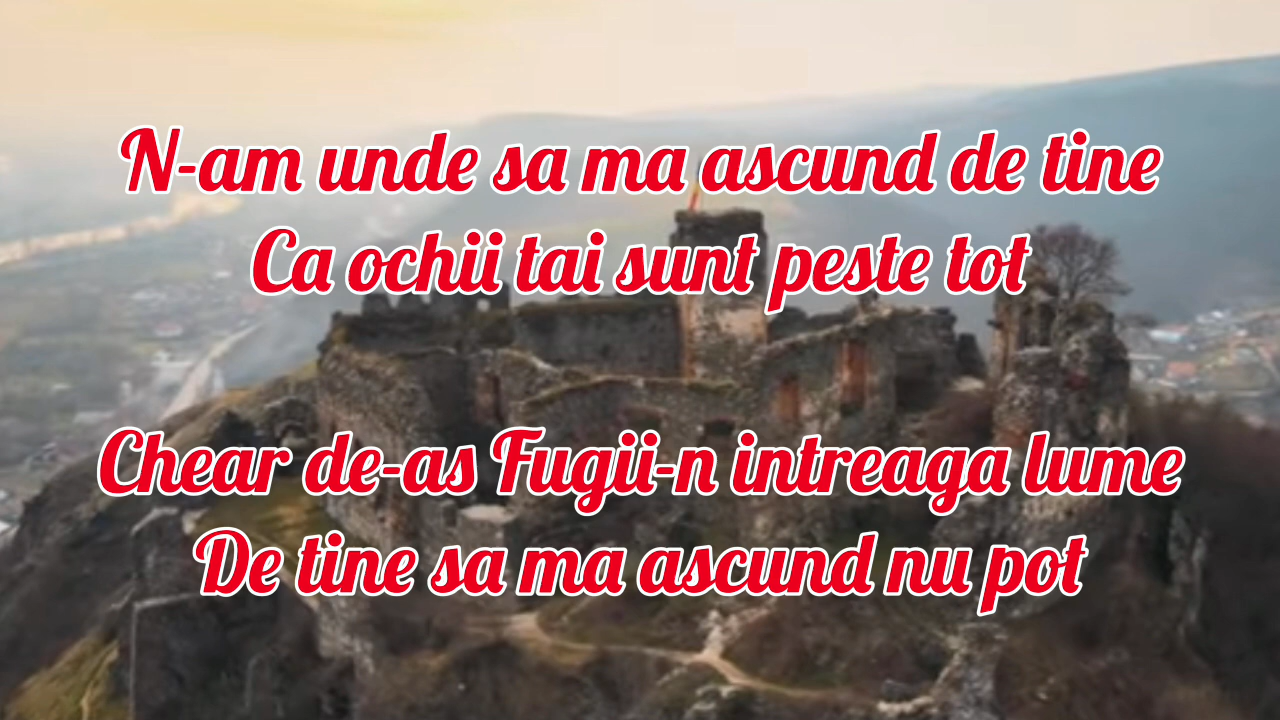 N-am unde sa ma ascund de tine
Ca ochii tai sunt peste tot
Chear de-as Fugii-n intreaga lume
De tine sa ma ascund nu pot